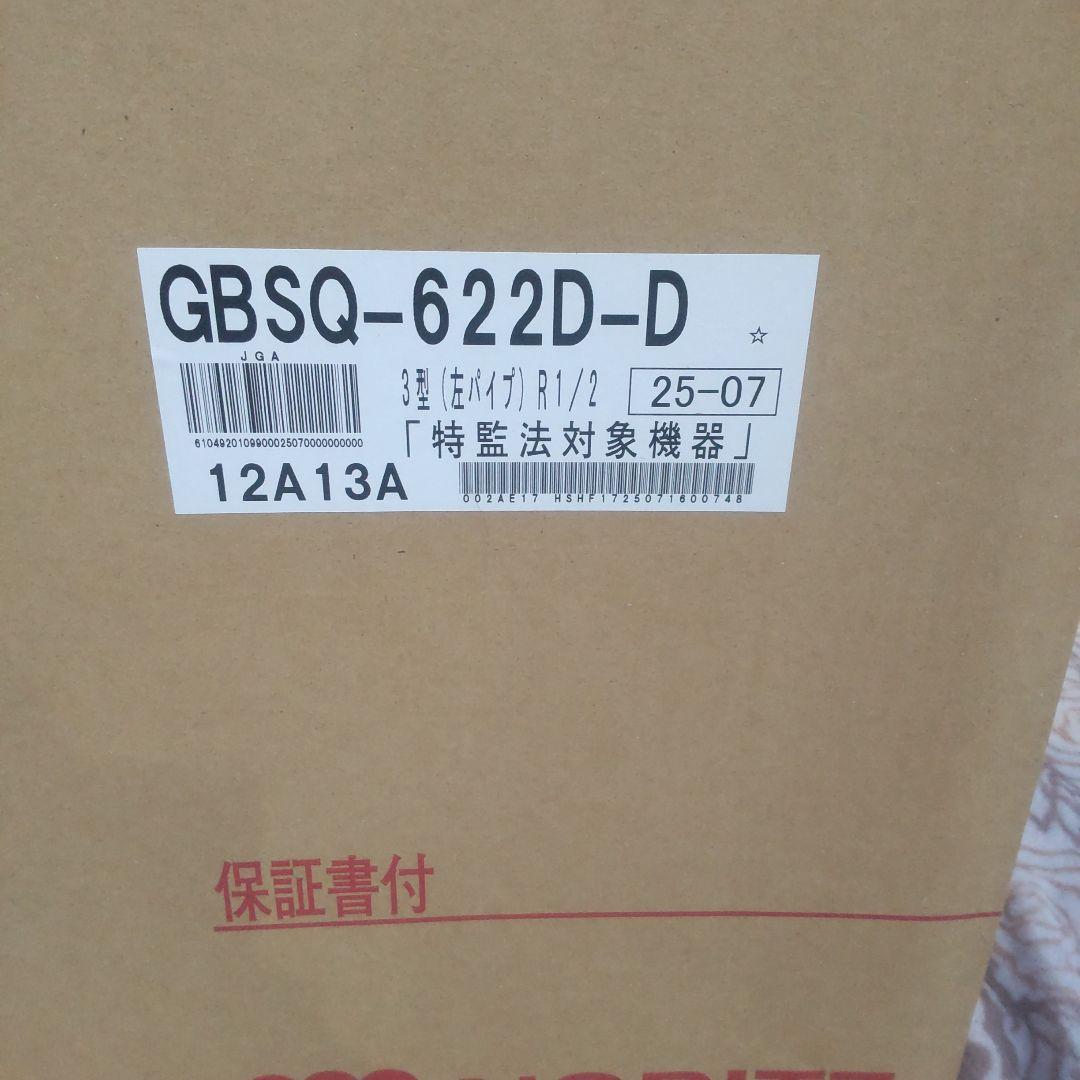 GBSQ-622D-D ☆
JGA
3型(左パイプ)R1/2 25-07
6104920109900025070000000000
「特監法対象機器」
12A13A
002AE17 HSHF1725071600748
保証書付
NORITZ